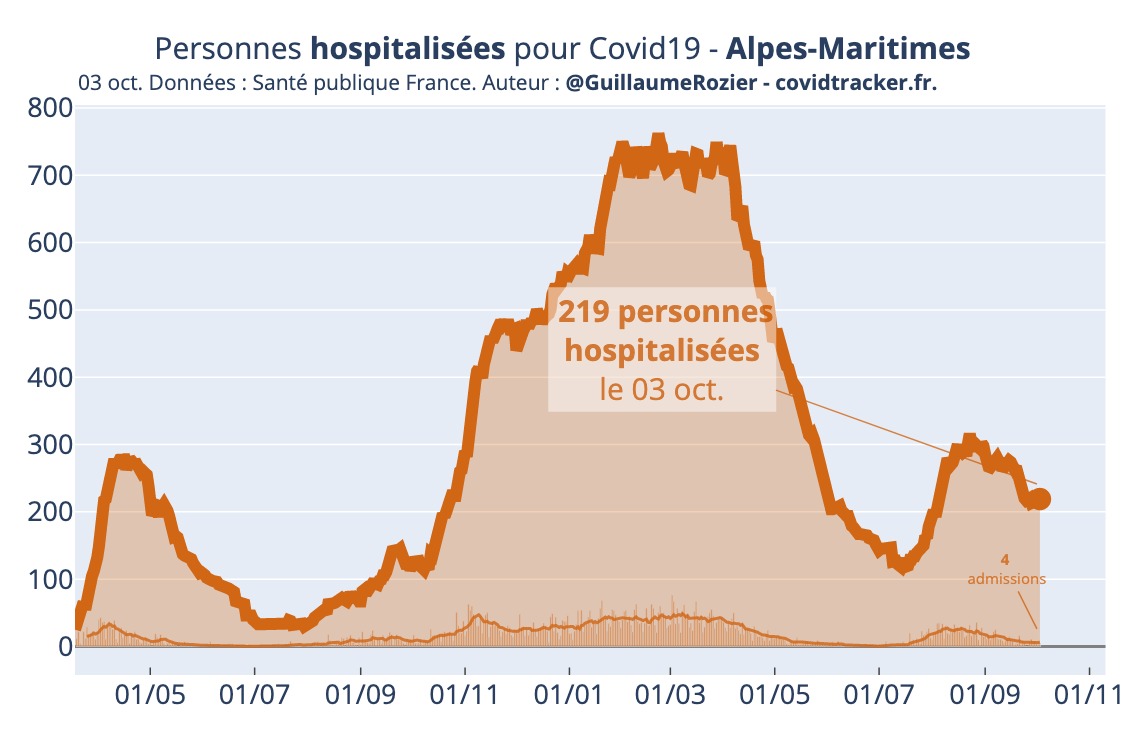 Personnes hospitalisées pour Covid19 - Alpes-Maritimes
03 oct. Données : Santé publique France. Auteur : @GuillaumeRozier - covidtracker.fr.
800
700
600
500
400
300
200
100
0
219 personnes
hospitalisées
le 03 oct.
4
admissions
01/05 01/07 01/09 01/11 01/01 01/03 01/05 01/07 01/09 01/11